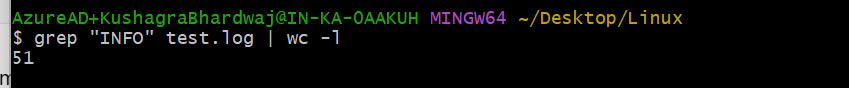 AzureAD+KushagraBhardwaj@IN-KA-OAAKUH MINGW64 ~/Desktop/Linux
$ grep "INFO" test.log | wc -l
51
m